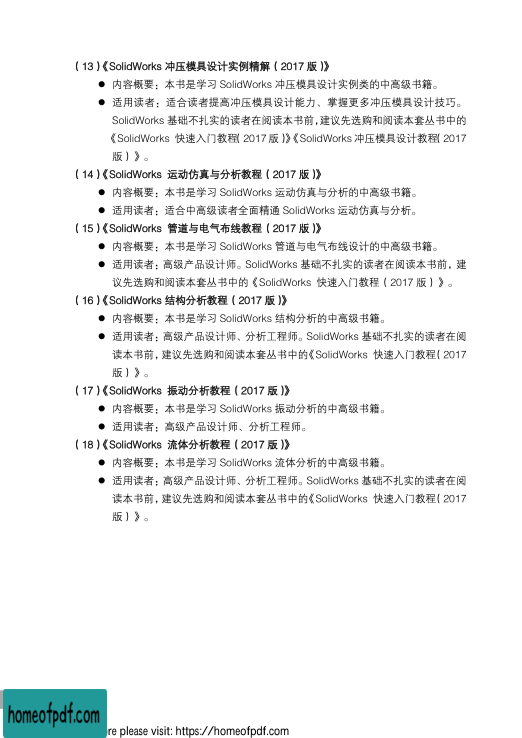 （13）《SolidWorks 冲压模具设计实例精解（2017 版）》
● 内容概要：本书是学习 SolidWorks 冲压模具设计实例类的中高级书籍。
● 适用读者：适合读者提高冲压模具设计能力、掌握更多冲压模具设计技巧。
SolidWorks 基础不扎实的读者在阅读本书前，建议先选购和阅读本套丛书中的
《SolidWorks 快速入门教程（2017 版）》《SolidWorks 冲压模具设计教程（2017
版）》。
（14）《SolidWorks 运动仿真与分析教程（2017 版）》
● 内容概要：本书是学习 SolidWorks 运动仿真与分析的中高级书籍。
● 适用读者：适合中高级读者全面精通 SolidWorks 运动仿真与分析。
（15）《SolidWorks 管道与电气布线教程（2017 版）》
● 内容概要：本书是学习 SolidWorks 管道与电气布线设计的中高级书籍。
● 适用读者：高级产品设计师。SolidWorks 基础不扎实的读者在阅读本书前，建
议先选购和阅读本套丛书中的《SolidWorks 快速入门教程（2017 版）》。
（16）《SolidWorks 结构分析教程（2017 版）》
● 内容概要：本书是学习 SolidWorks 结构分析的中高级书籍。
● 适用读者：高级产品设计师、分析工程师。SolidWorks 基础不扎实的读者在阅
读本书前，建议先选购和阅读本套丛书中的《SolidWorks 快速入门教程（2017
版）》。
（17）《SolidWorks 振动分析教程（2017 版）》
● 内容概要：本书是学习 SolidWorks 振动分析的中高级书籍。
● 适用读者：高级产品设计师、分析工程师。
（18）《SolidWorks 流体分析教程（2017 版）》
● 内容概要：本书是学习 SolidWorks 流体分析的中高级书籍。
● 适用读者：高级产品设计师、分析工程师。SolidWorks 基础不扎实的读者在阅
读本书前，建议先选购和阅读本套丛书中的《SolidWorks 快速入门教程（2017
版）》。
homeofpdf.com
re please visit: https://homeofpdf.com